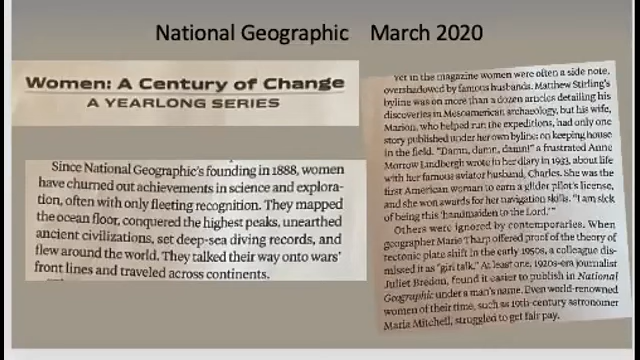 National Geographic March 2020
Women: A Century of Change
A YEARLONG SERIES
Since National Geographic's founding in 1888, women
have churned out achievements in science and explora-
tion, often with only fleeting recognition. They mapped
the ocean floor, conquered the highest peaks, unearthed
ancient civilizations, set deep-sea diving records, and
flew around the world. They talked their way onto wars'
front lines and traveled across continents.
Yet in the magazine women were often a side note,
overshadowed by famous husbands. Matthew Stirling's
byline was on more than a dozen articles detailing his
discoveries in Mesoamerican archaeology, but his wife,
Marion, who helped run the expeditions, had only one
story published under her own byline: on keeping house
in the field. "Damn, damn, damn!" a frustrated Anne
Morrow Lindbergh wrote in her diary in 1933, about life
with her famous aviator husband, Charles. She was the
first American woman to earn a glider pilot's license,
and she won awards for her navigation skills. "I am sick
of being this 'handmaiden to the Lord.'"
Others were ignored by contemporaries. When
geographer Marie Tharp offered proof of the theory of
tectonic plate shift in the early 1950s, a colleague dis-
missed it as "girl talk." At least one, 1920s-era journalist
Juliet Bredon, found it easier to publish in National
Geographic under a man's name. Even world-renowned
women of their time, such as 19th-century astronomer
Maria Mitchell, struggled to get fair pay.